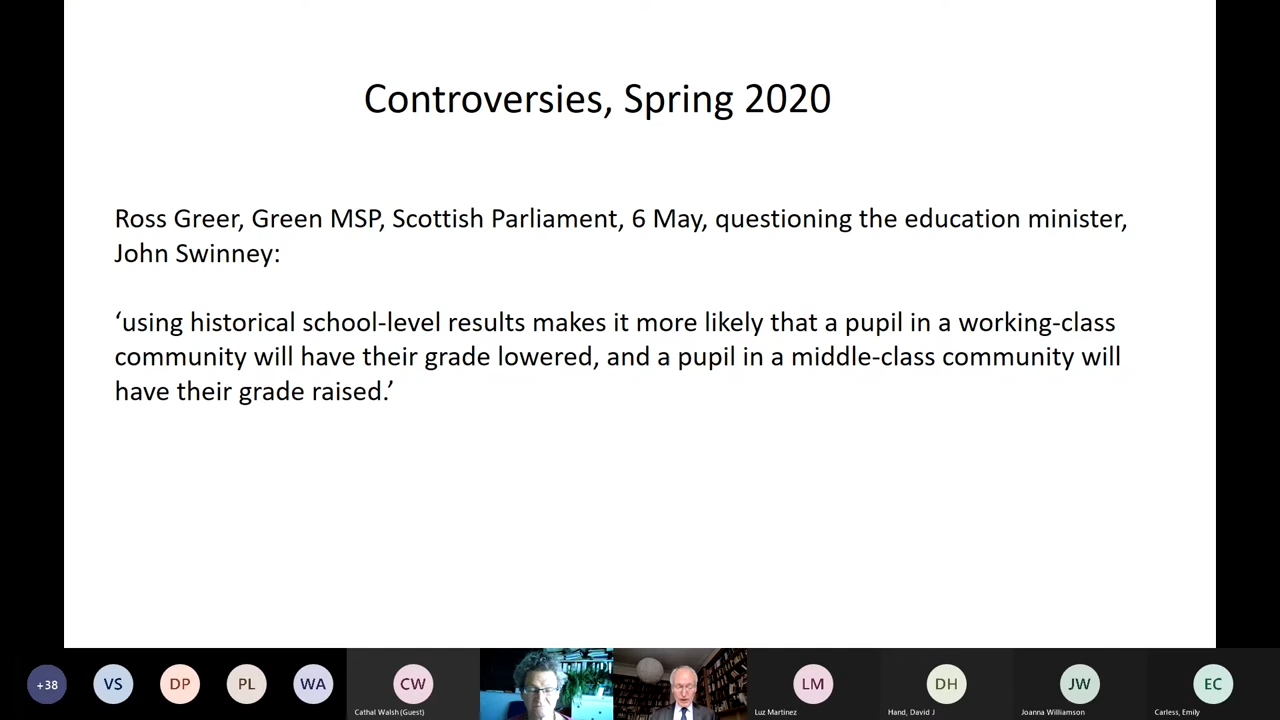 Controversies, Spring 2020
Ross Greer, Green MSP, Scottish Parliament, 6 May, questioning the education minister,
John Swinney:
‘using historical school-level results makes it more likely that a pupil in a working-class
community will have their grade lowered, and a pupil in a middle-class community will
have their grade raised.’
+38
VS
DP
PL
WA
CW
LM
DH
JW
EC
Cathal Walsh (Guest)
Luz Martinez
Hand, David J
Joanna Williamson
Carless, Emily